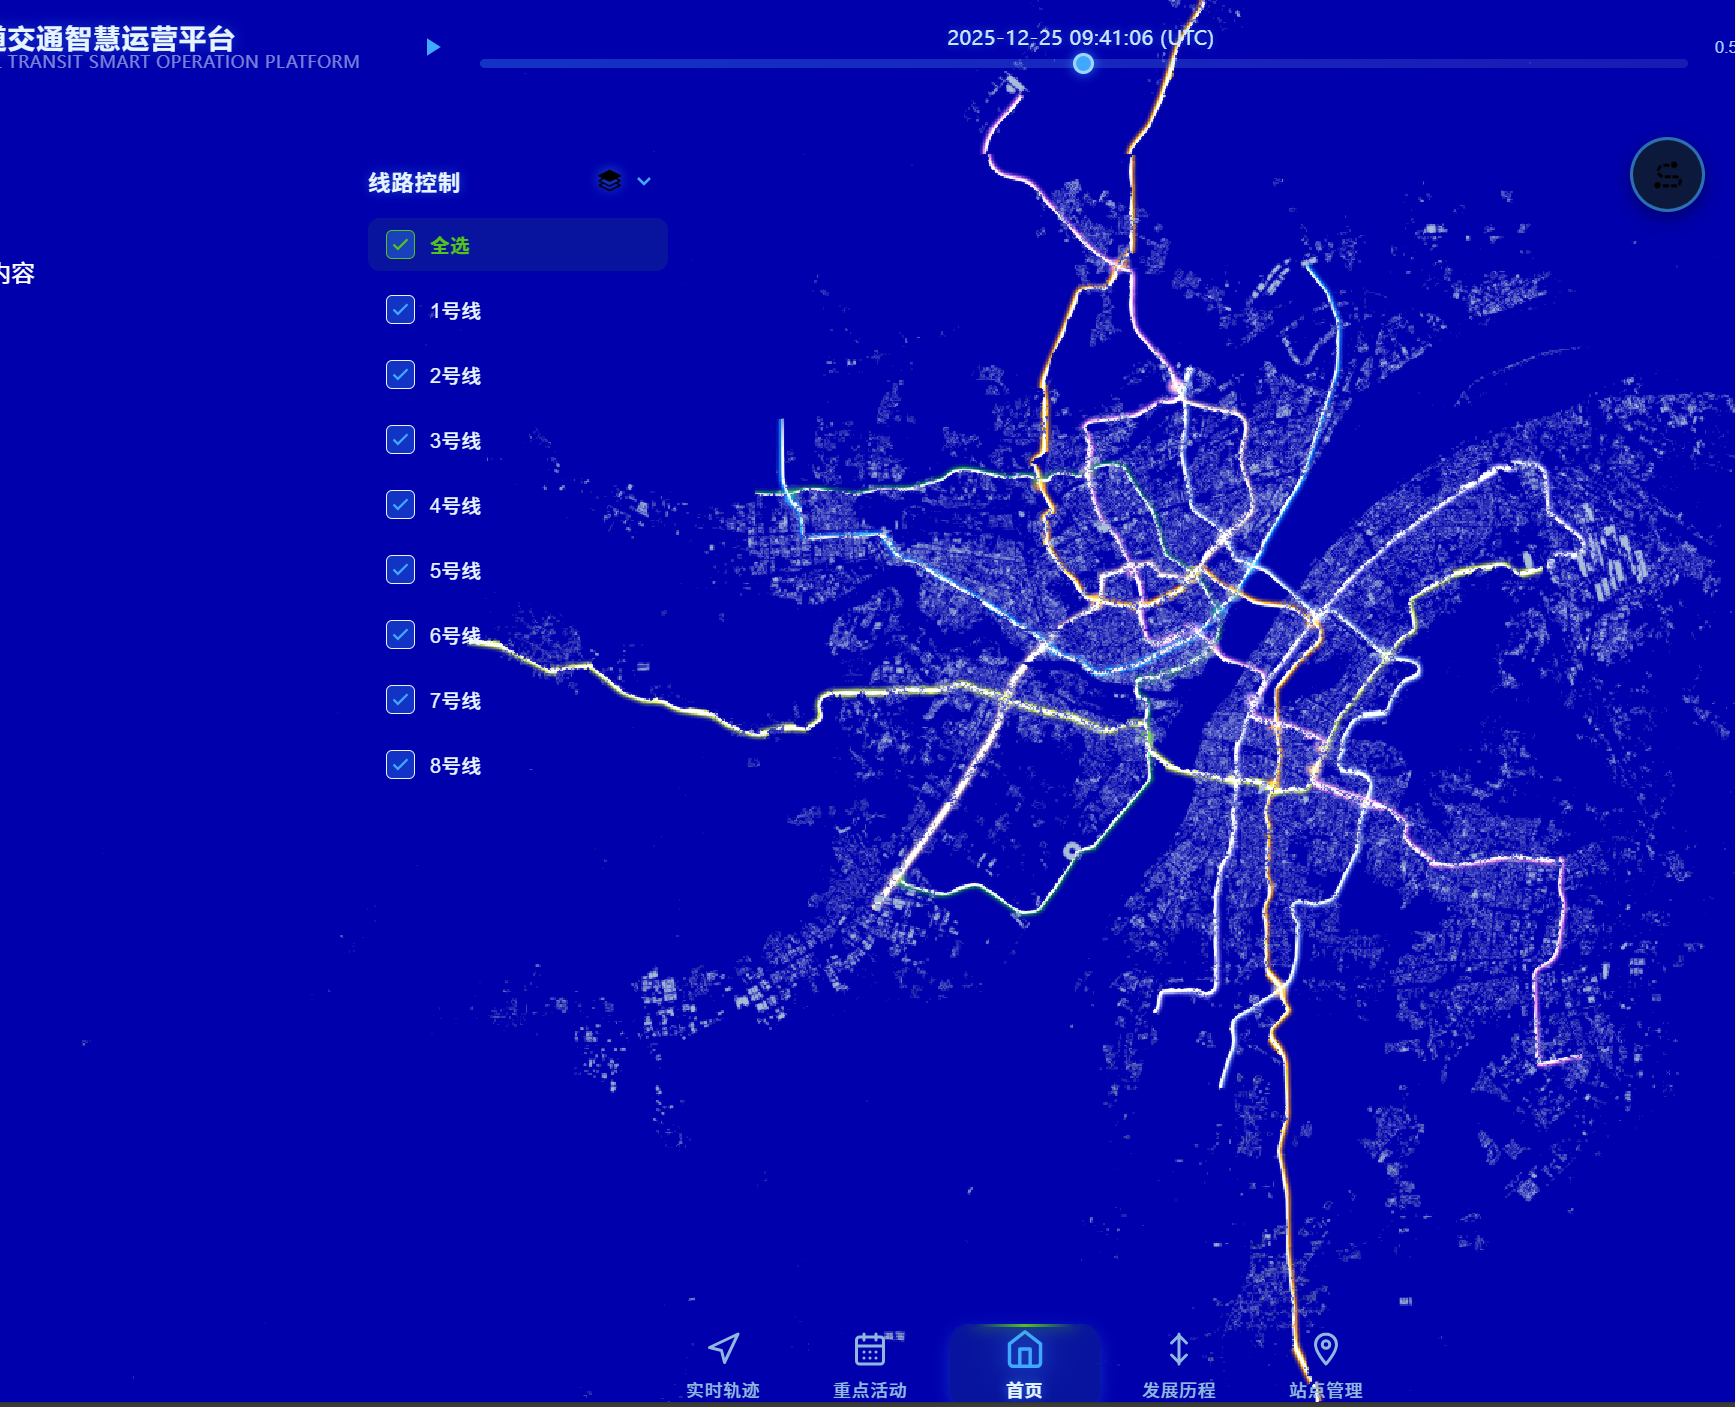 道交通智慧运营平台
TRANSIT SMART OPERATION PLATFORM
2025-12-25 09:41:06 (UTC)
0.5
线路控制
全选
内容
1号线
2号线
3号线
4号线
5号线
6号线
7号线
8号线
实时轨迹
重点活动
首页
发展历程
站点管理